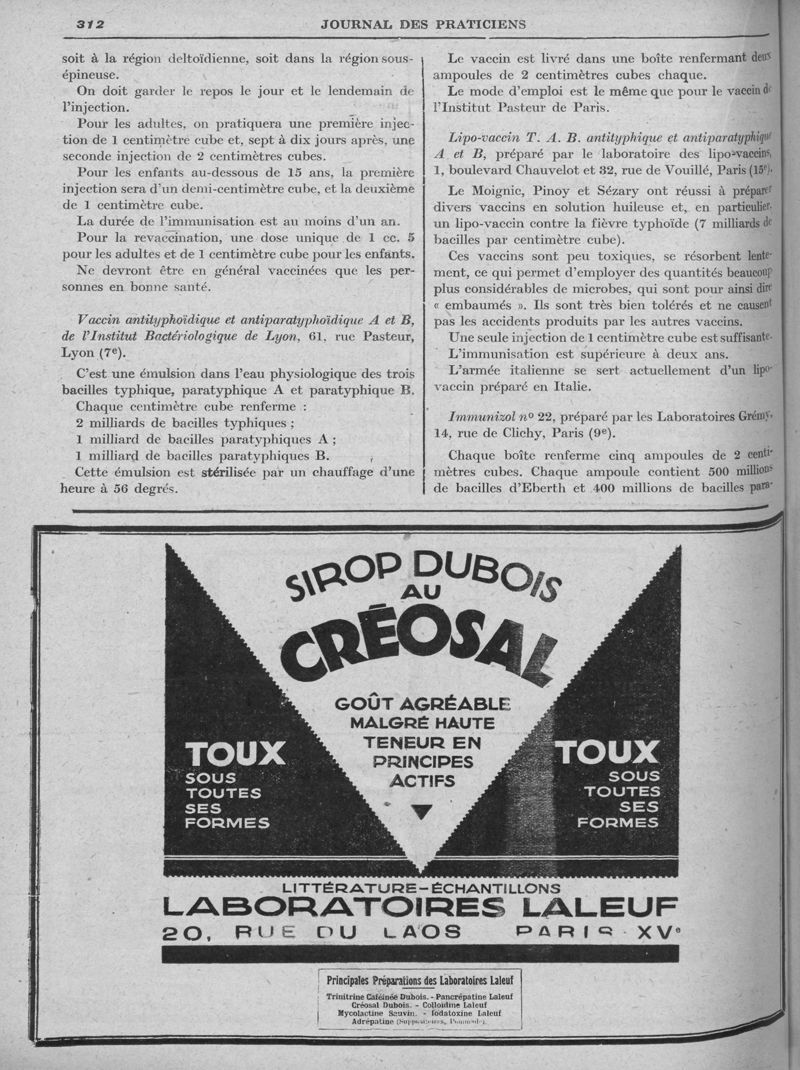 312
JOURNAL DES PRATICIENS
soit à la région deltoïdienne, soit dans la région sous-
épineuse.
On doit garder le repos le jour et le lendemain de
l'injection.
Pour les adultes, on pratiquera une première injec-
tion de 1 centimètre cube et, sept à dix jours après, une
seconde injection de 2 centimètres cubes.
Pour les enfants au-dessous de 15 ans, la première
injection sera d'un demi-centimètre cube, et la deuxième
de 1 centimètre cube.
La durée de l'immunisation est au moins d'un an.
Pour la revaccination, une dose unique de 1 cc. 5
pour les adultes et de 1 centimètre cube pour les enfants.
Ne devront être en général vaccinées que les per-
sonnes en bonne santé.
Vaccin antityphoïdique et antiparatyphoïdique A et B,
de l'Institut Bactériologique de Lyon, 61, rue Pasteur,
Lyon (7e).
C'est une émulsion dans l'eau physiologique des trois
bacilles typhique, paratyphique A et paratyphique B.
Chaque centimètre cube renferme :
2 milliards de bacilles typhiques ;
1 milliard de bacilles paratyphiques A ;
1 milliard de bacilles paratyphiques B.
Cette émulsion est stérilisée par un chauffage d'une
heure à 56 degrés.
Le vaccin est livré dans une boîte renfermant deux
ampoules de 2 centimètres cubes chaque.
Le mode d'emploi est le même que pour le vaccin de
l'Institut Pasteur de Paris.
Lipo-vaccin T. A. B. antityphique et antiparatyphique
A et B, préparé par le laboratoire des lipo-vaccins,
1, boulevard Chauvelot et 32, rue de Vouillé, Paris (15e).
Le Moignic, Pinoy et Sézary ont réussi à préparer
divers vaccins en solution huileuse et, en particulier,
un lipo-vaccin contre la fièvre typhoïde (7 milliards de
bacilles par centimètre cube).
Ces vaccins sont peu toxiques, se résorbent lente-
ment, ce qui permet d'employer des quantités beaucoup
plus considérables de microbes, qui sont pour ainsi dire
« embaumés ». Ils sont très bien tolérés et ne causent
pas les accidents produits par les autres vaccins.
Une seule injection de 1 centimètre cube est suffisante.
L'immunisation est supérieure à deux ans.
L'armée italienne se sert actuellement d'un lipo-
vaccin préparé en Italie.
Immunizol nº 22, préparé par les Laboratoires Grémy,
14, rue de Clichy, Paris (9e).
Chaque boîte renferme cinq ampoules de 2 centi-
mètres cubes. Chaque ampoule contient 500 millions
de bacilles d'Eberth et 400 millions de bacilles para-
SIROP DUBOIS
AU
CRÉOSAL
GOÛT AGRÉABLE
MALGRÉ HAUTE
TENEUR EN
PRINCIPES
ACTIFS
TOUX
SOUS
TOUTES
SES
FORMES
TOUX
SOUS
TOUTES
SES
FORMES
LITTÉRATURE-ÉCHANTILLONS
LABORATOIRES LALEUF
20, RUE DU LAOS PARIS XVe
Principales Préparations des Laboratoires Laleuf
Trinitrine Caféinée Dubois. - Pancrépatine Laleuf
Créosal Dubois. - Colloïdine Laleuf
Mycolactine Sauvin. - Iodatoxine Laleuf
Adrépatine (Suppositoires, Pommade).